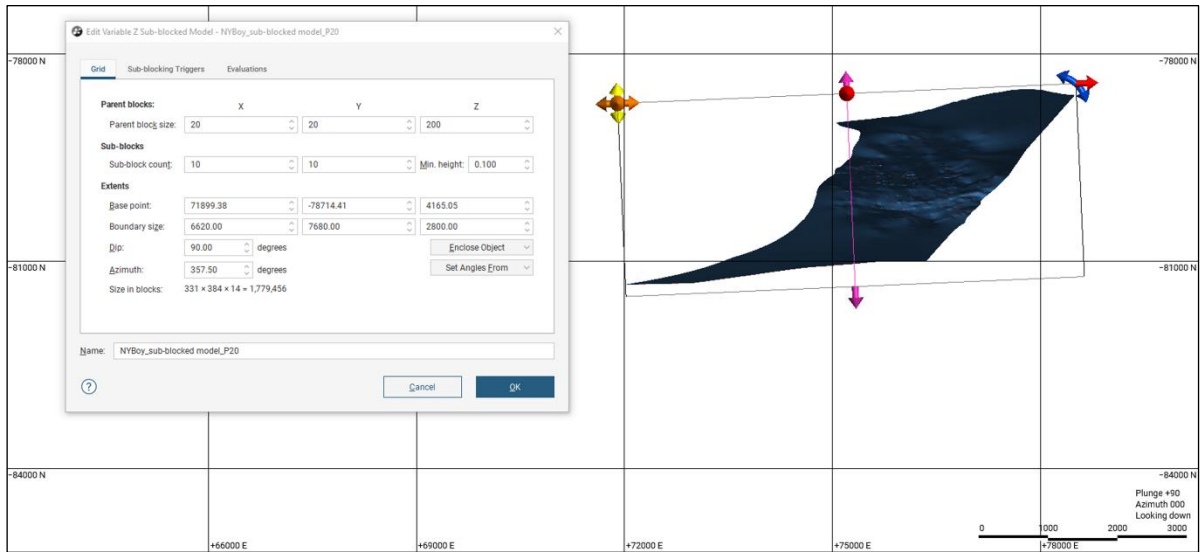 Edit Variable Z Sub-blocked Model - NYBoy_sub-blocked model_P20
Grid Sub-blocking Triggers Evaluations
Parent blocks: X Y Z
Parent block size: 20 20 200
Sub-blocks
Sub-block count: 10 10 Min. height: 0.100
Extents
Base point: 71899.38 -78714.41 4165.05
Boundary size: 6620.00 7680.00 2800.00
Dip: 90.00 degrees Enclose Object
Azimuth: 357.50 degrees Set Angles From
Size in blocks: 331 × 384 × 14 = 1,779,456
Name: NYBoy_sub-blocked model_P20
? Cancel OK
-78000 N -78000 N
-81000 N -81000 N
-84000 N -84000 N
Plunge +90
Azimuth 000
Looking down
0 1000 2000 3000
+66000 E +69000 E +72000 E +75000 E +78000 E